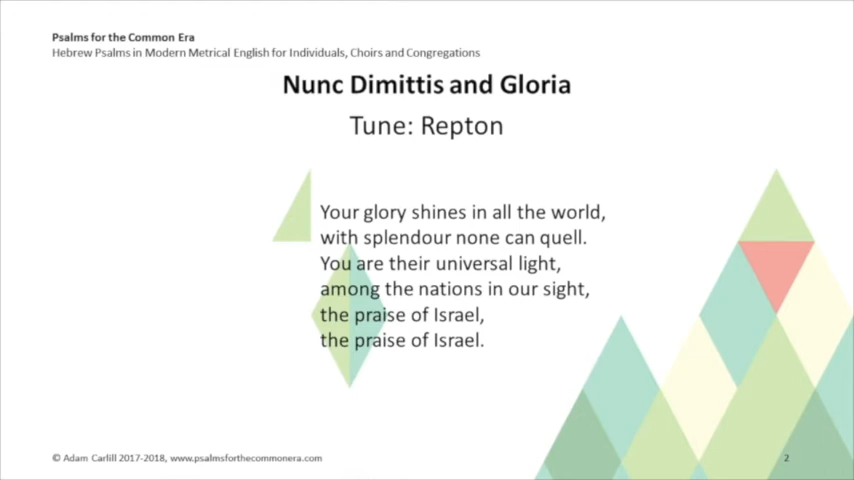 Psalms for the Common Era
Hebrew Psalms in Modern Metrical English for Individuals, Choirs and Congregations
Nunc Dimittis and Gloria
Tune: Repton
Your glory shines in all the world,
with splendour none can quell.
You are their universal light,
among the nations in our sight,
the praise of Israel,
the praise of Israel.
© Adam Carlill 2017-2018, www.psalmsforthecommonera.com
2